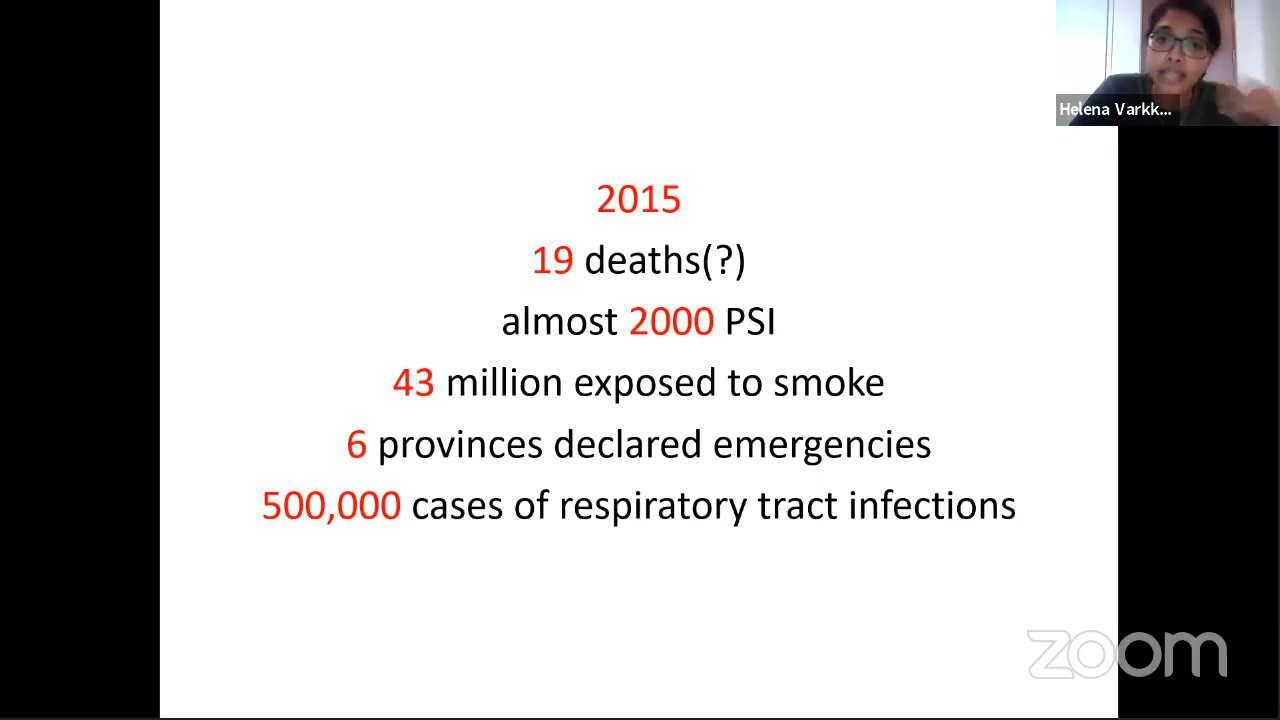 Helena Varkk...
2015
19 deaths(?)
almost 2000 PSI
43 million exposed to smoke
6 provinces declared emergencies
500,000 cases of respiratory tract infections
zoom